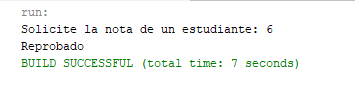 run:
Solicite la nota de un estudiante: 6
Reprobado
BUILD SUCCESSFUL (total time: 7 seconds)